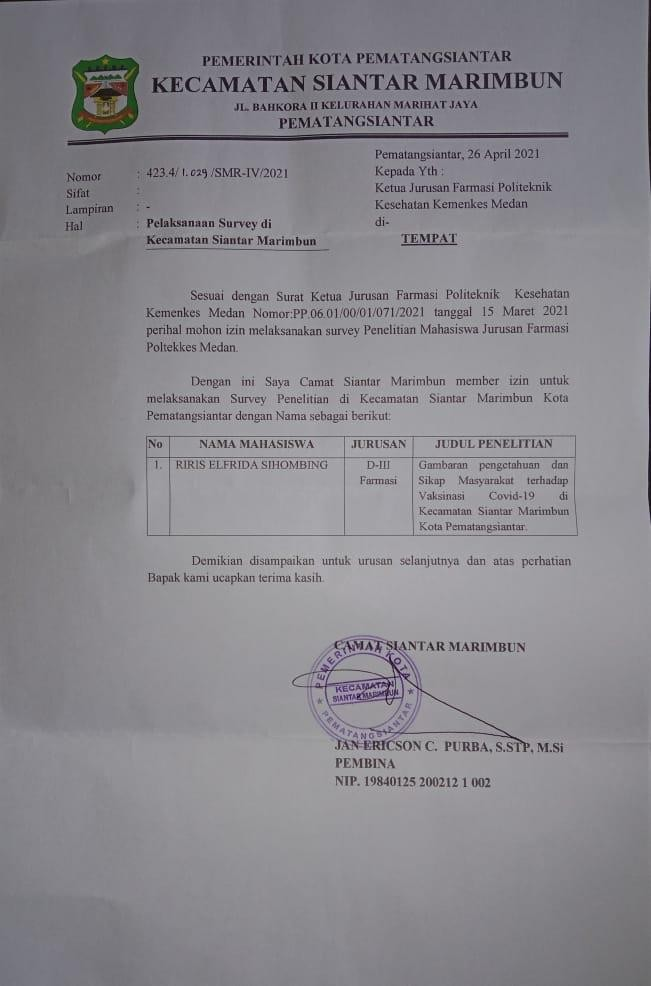 PEMERINTAH KOTA PEMATANGSIANTAR
KECAMATAN SIANTAR MARIMBUN
JL. BAHKORA II KELURAHAN MARIHAT JAYA
PEMATANGSIANTAR
Pematangsiantar, 26 April 2021
Nomor : 423.4/1.029/SMR-IV/2021
Sifat :
Lampiran : -
Hal : Pelaksanaan Survey di
Kecamatan Siantar Marimbun
Kepada Yth :
Ketua Jurusan Farmasi Politeknik
Kesehatan Kemenkes Medan
di-
TEMPAT
Sesuai dengan Surat Ketua Jurusan Farmasi Politeknik Kesehatan
Kemenkes Medan Nomor:PP.06.01/00/01/071/2021 tanggal 15 Maret 2021
perihal mohon izin melaksanakan survey Penelitian Mahasiswa Jurusan Farmasi
Poltekkes Medan.
Dengan ini Saya Camat Siantar Marimbun member izin untuk
melaksanakan Survey Penelitian di Kecamatan Siantar Marimbun Kota
Pematangsiantar dengan Nama sebagai berikut:
No NAMA MAHASISWA JURUSAN JUDUL PENELITIAN
1. RIRIS ELFRIDA SIHOMBING D-III Gambaran pengetahuan dan
Farmasi Sikap Masyarakat terhadap
Vaksinasi Covid-19 di
Kecamatan Siantar Marimbun
Kota Pematangsiantar.
Demikian disampaikan untuk urusan selanjutnya dan atas perhatian
Bapak kami ucapkan terima kasih.
CAMAT SIANTAR MARIMBUN
PEMERINTAH KOTA
KECAMATAN
SIANTAR MARIMBUN
PEMATANGSIANTAR
JAN ERICSON C. PURBA, S.STP, M.Si
PEMBINA
NIP. 19840125 200212 1 002